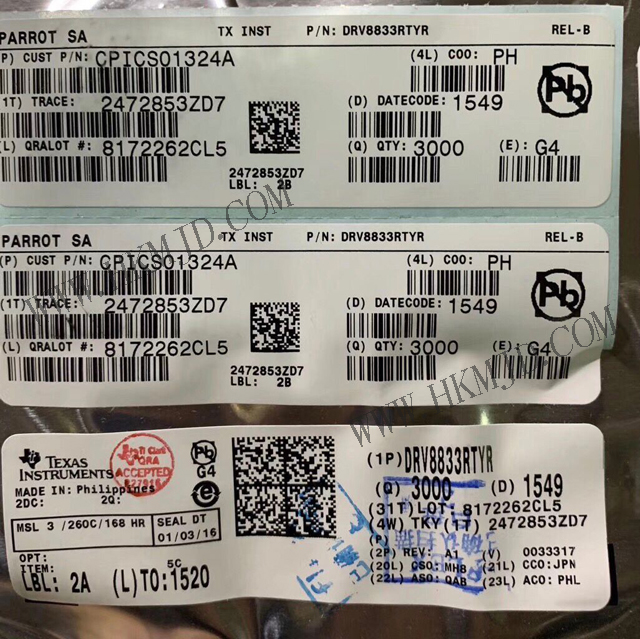 PARROT SA TX INST P/N: DRV8833RTYR REL-B
(P) CUST P/N: CPICS01324A (4L) COO: PH
Pb
(1T) TRACE: 2472853ZD7 (D) DATECODE: 1549
(L) QRALOT #: 8172262CL5 (Q) QTY: 3000 (E): G4
2472853ZD7
LBL: 2B
PARROT SA TX INST P/N: DRV8833RTYR REL-B
(P) CUST P/N: CPICS01324A (4L) COO: PH
Pb
(1T) TRACE: 2472853ZD7 (D) DATECODE: 1549
(L) QRALOT #: 8172262CL5 (Q) QTY: 3000 (E): G4
2472853ZD7
LBL: 2B
WWW.HKMJD.COM
WWW.HKMJD.COM
TEXAS
INSTRUMENTS
QRA
ACCEPTED
Pb
G4
e
MADE IN: Philippines
2DC: 2Q:
MSL 3 /260C/168 HR SEAL DT
01/03/16
OPT:
ITEM: 5C
LBL: 2A (L)TO:1520
(1P) DRV8833RTYR
(Q) 3000 (D) 1549
(31T) LOT: 8172262CL5
(4W) TKY (1T) 2472853ZD7
(P)
(2P) REV: A1 (V) 0033317
(20L) CSO: MHB (21L) CCO:JPN
(22L) ASO: QAB (23L) ACO: PHL